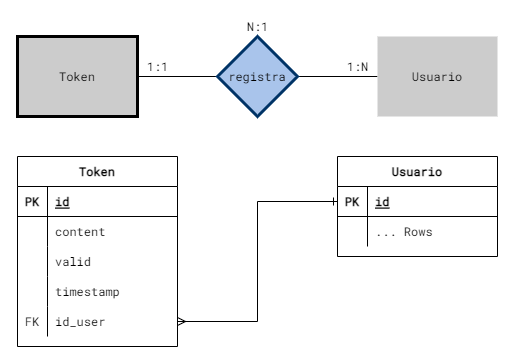 N:1
Token
1:1
registra
1:N
Usuario
Token
PK id
content
valid
timestamp
FK id_user
Usuario
PK id
... Rows